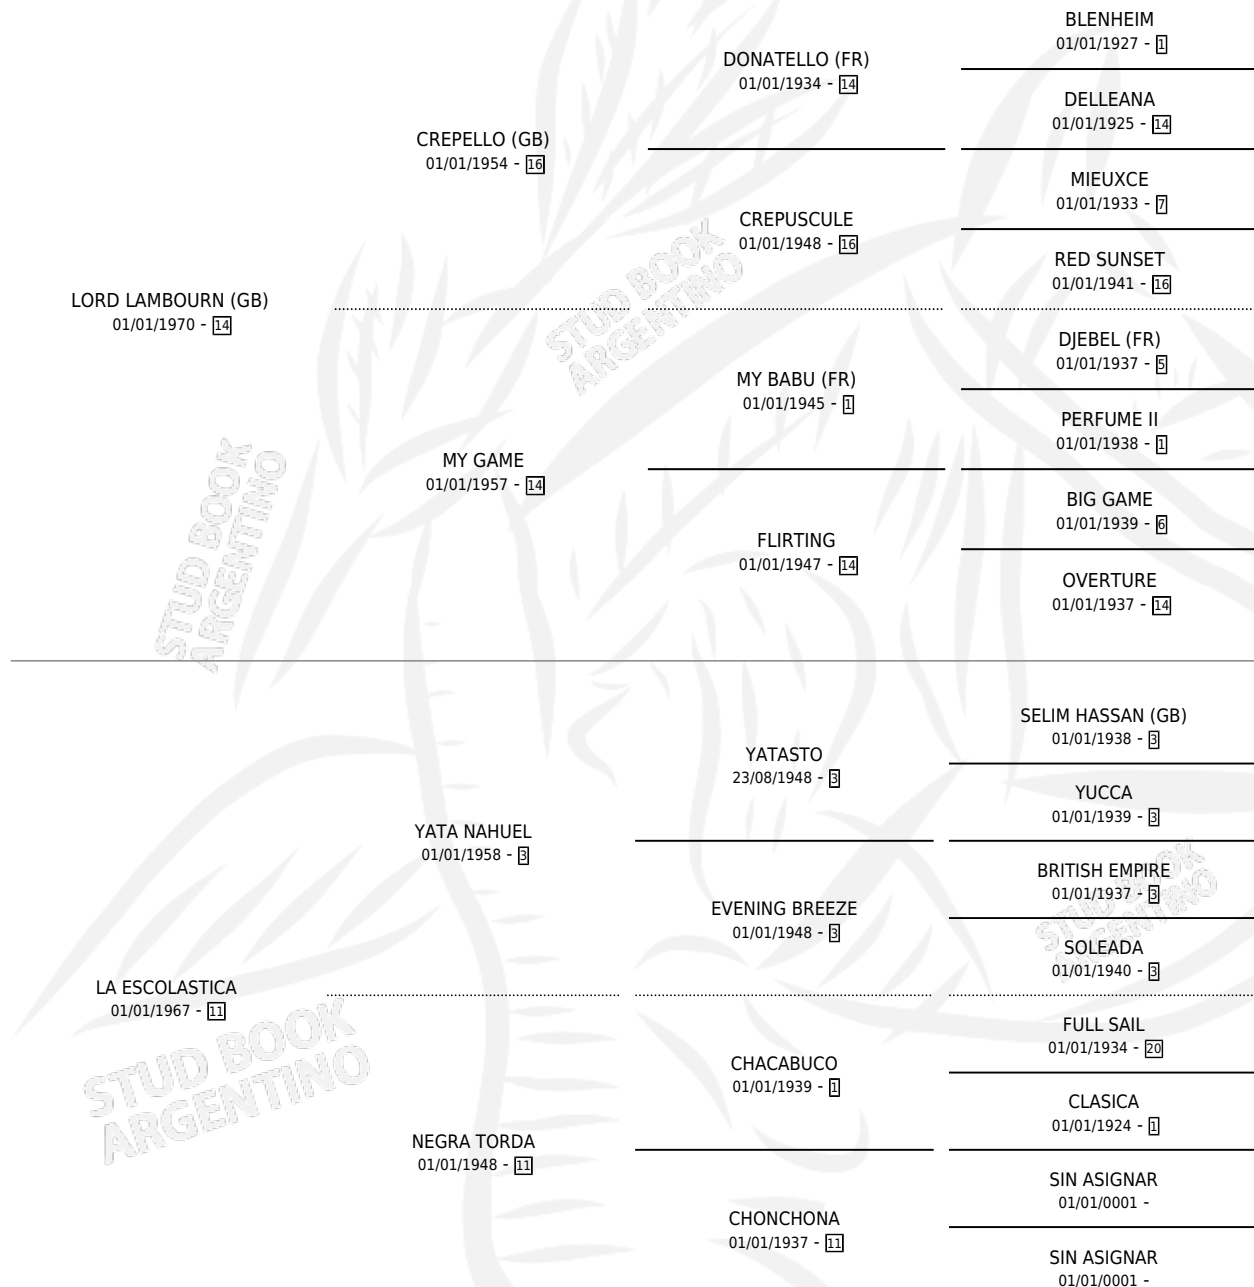 BLENHEIM
01/01/1927 - 1
DONATELLO (FR)
01/01/1934 - 14
DELLEANA
01/01/1925 - 14
CREPELLO (GB)
01/01/1954 - 16
MIEUXCE
01/01/1933 - 7
CREPUSCULE
01/01/1948 - 16
RED SUNSET
01/01/1941 - 16
LORD LAMBOURN (GB)
01/01/1970 - 14
STUD BOOK
ARGENTINO
DJEBEL (FR)
01/01/1937 - 5
MY BABU (FR)
01/01/1945 - 1
PERFUME II
01/01/1938 - 1
MY GAME
01/01/1957 - 14
BIG GAME
01/01/1939 - 6
FLIRTING
01/01/1947 - 14
OVERTURE
01/01/1937 - 14
STUD BOOK
ARGENTINO
SELIM HASSAN (GB)
01/01/1938 - 3
YATASTO
23/08/1948 - 3
YUCCA
01/01/1939 - 3
YATA NAHUEL
01/01/1958 - 3
BRITISH EMPIRE
01/01/1937 - 3
EVENING BREEZE
01/01/1948 - 3
SOLEADA
01/01/1940 - 3
STUD BOOK
ARGENTINO
LA ESCOLASTICA
01/01/1967 - 11
FULL SAIL
01/01/1934 - 20
CHACABUCO
01/01/1939 - 1
CLASICA
01/01/1924 - 1
STUD BOOK
ARGENTINO
NEGRA TORDA
01/01/1948 - 11
SIN ASIGNAR
01/01/0001 -
CHONCHONA
01/01/1937 - 11
SIN ASIGNAR
01/01/0001 -